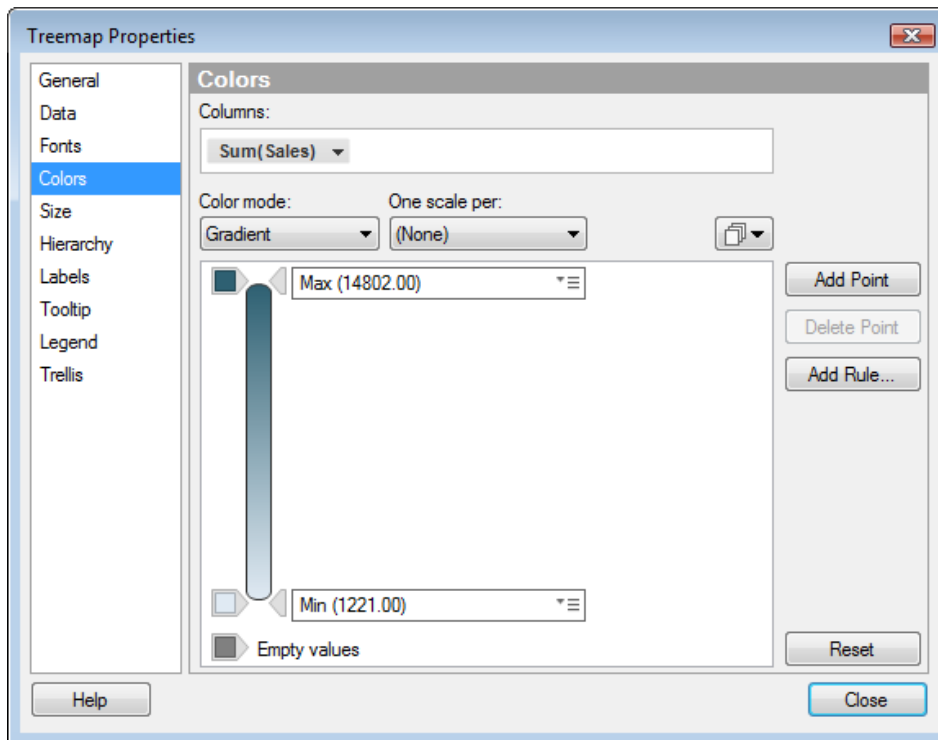 Treemap Properties
General
Data
Fonts
Colors
Size
Hierarchy
Labels
Tooltip
Legend
Trellis
Colors
Columns:
Sum(Sales)
Color mode:
One scale per:
Gradient
(None)
Max (14802.00)
Min (1221.00)
Empty values
Add Point
Delete Point
Add Rule...
Reset
Help
Close